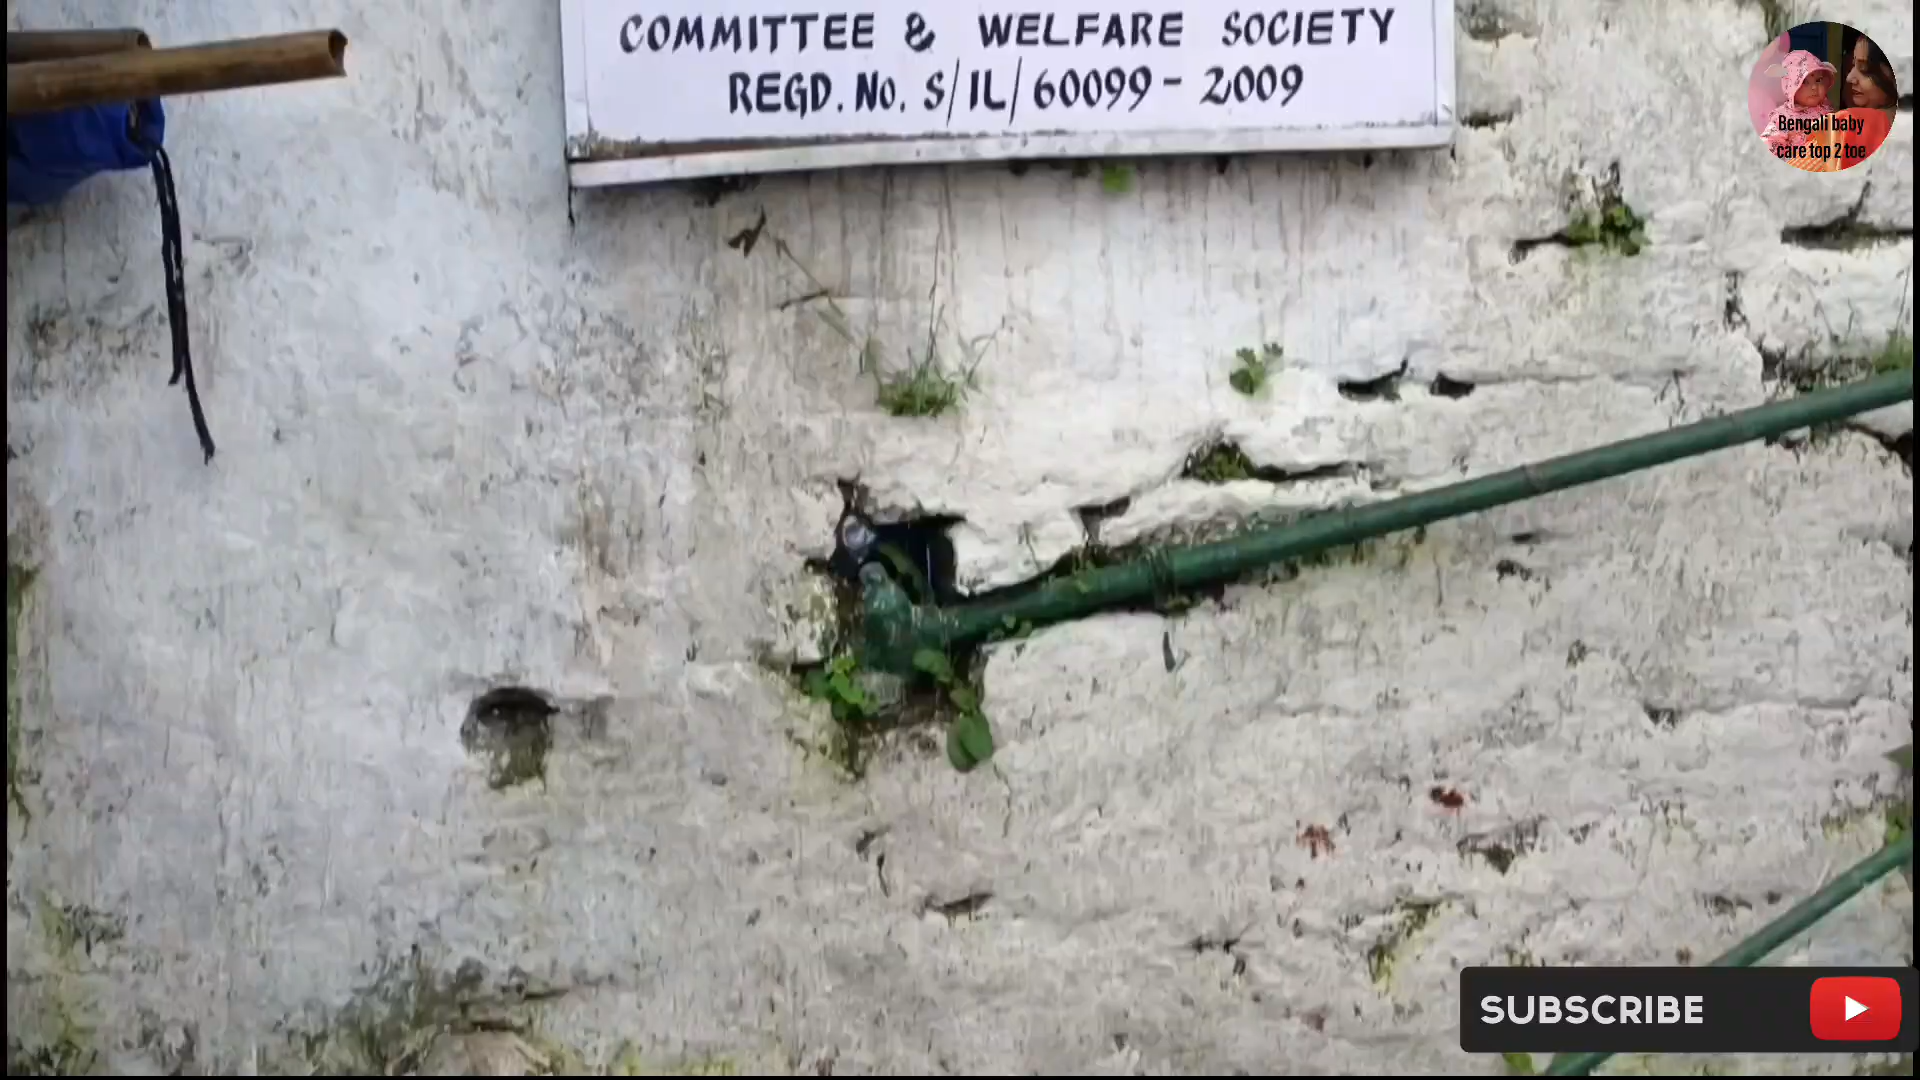 COMMITTEE & WELFARE SOCIETY
REGD. No. S/IL/60099-2009
Bengali baby
care top 2 toe
SUBSCRIBE